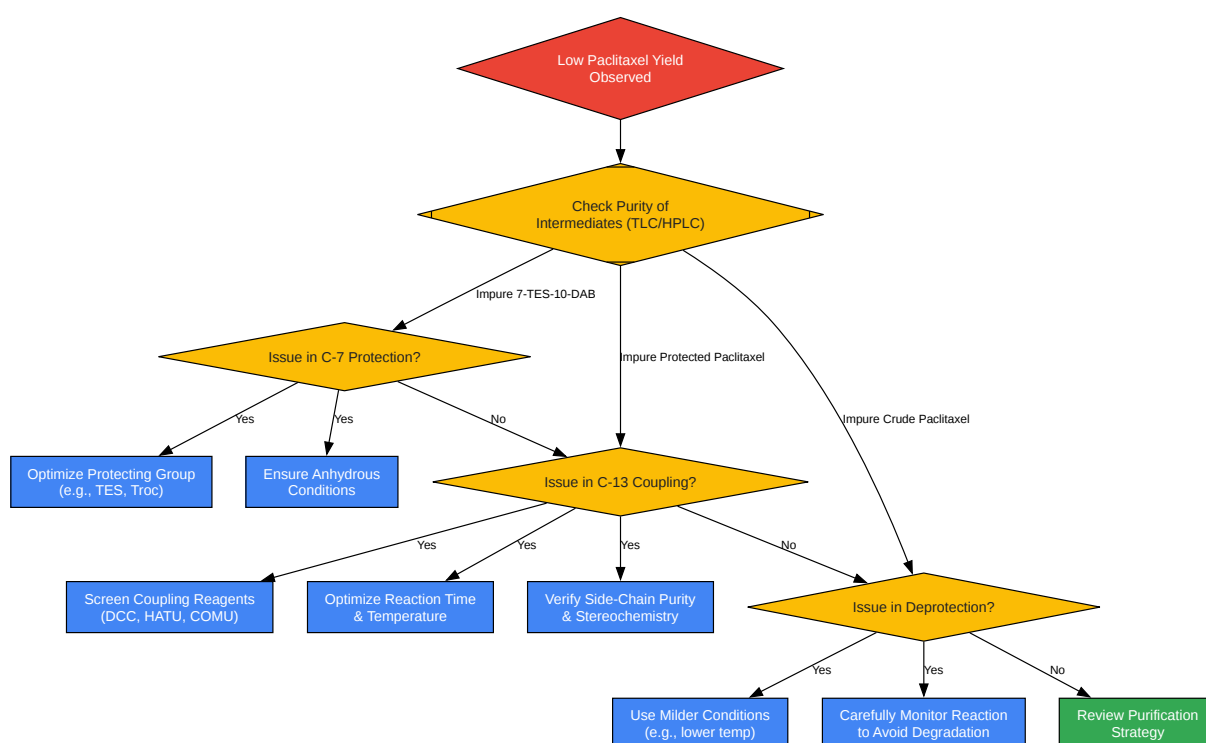 Low Paclitaxel Yield
Observed
Check Purity of
Intermediates (TLC/HPLC)
Impure 7-TES-10-DAB
Impure Protected Paclitaxel
Impure Crude Paclitaxel
Issue in C-7 Protection?
Yes
Yes
No
Optimize Protecting Group
(e.g., TES, Troc)
Ensure Anhydrous
Conditions
Issue in C-13 Coupling?
Yes
Yes
Yes
No
Screen Coupling Reagents
(DCC, HATU, COMU)
Optimize Reaction Time
& Temperature
Verify Side-Chain Purity
& Stereochemistry
Issue in Deprotection?
Yes
Yes
No
Use Milder Conditions
(e.g., lower temp)
Carefully Monitor Reaction
to Avoid Degradation
Review Purification
Strategy